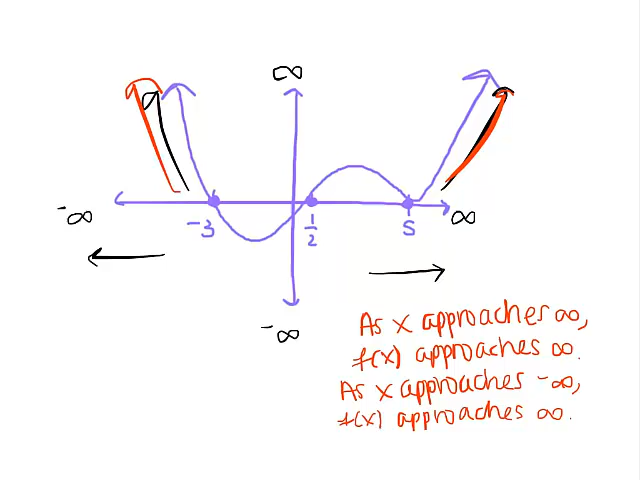 ∞
-∞
∞
-3
1/2
5
-∞
As x approaches ∞,
f(x) approaches ∞.
As x approaches -∞,
f(x) approaches ∞.